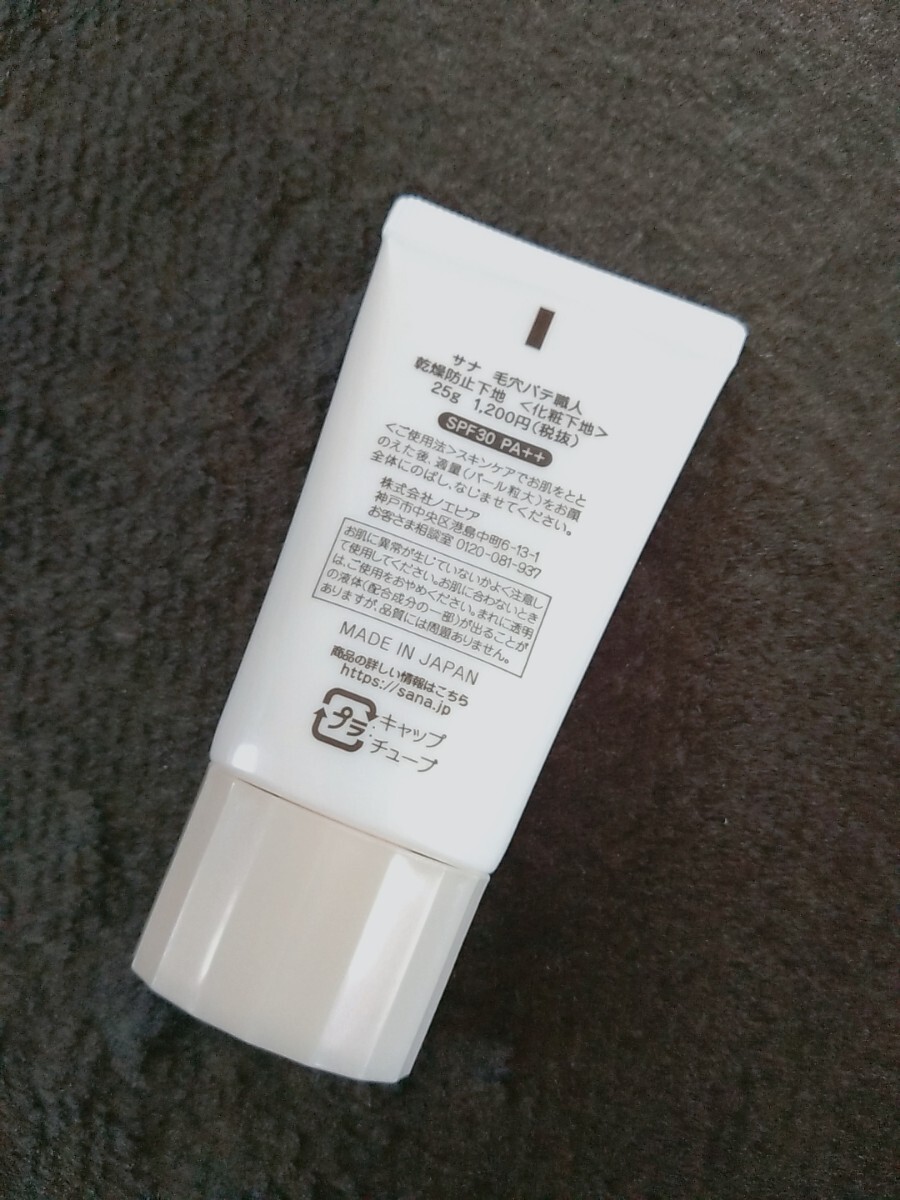 サナ 毛穴パテ職人
乾燥防止下地 <化粧下地>
25g 1,200円(税抜)
SPF30 PA++
<ご使用法>スキンケアでお肌をとと
のえた後、適量(パール粒大)をお顔
全体にのばし、なじませてください。
株式会社ノエビア
神戸市中央区港島中町6-13-1
お客さま相談室 0120-081-937
お肌に異常が生じていないかよく注意し
て使用してください。お肌に合わないとき
は、ご使用をおやめください。まれに透明
の液体(配合成分の一部)が出ることが
ありますが、品質には問題ありません。
MADE IN JAPAN
商品の詳しい情報はこちら
https://sana.jp
プラ :キャップ
チューブ